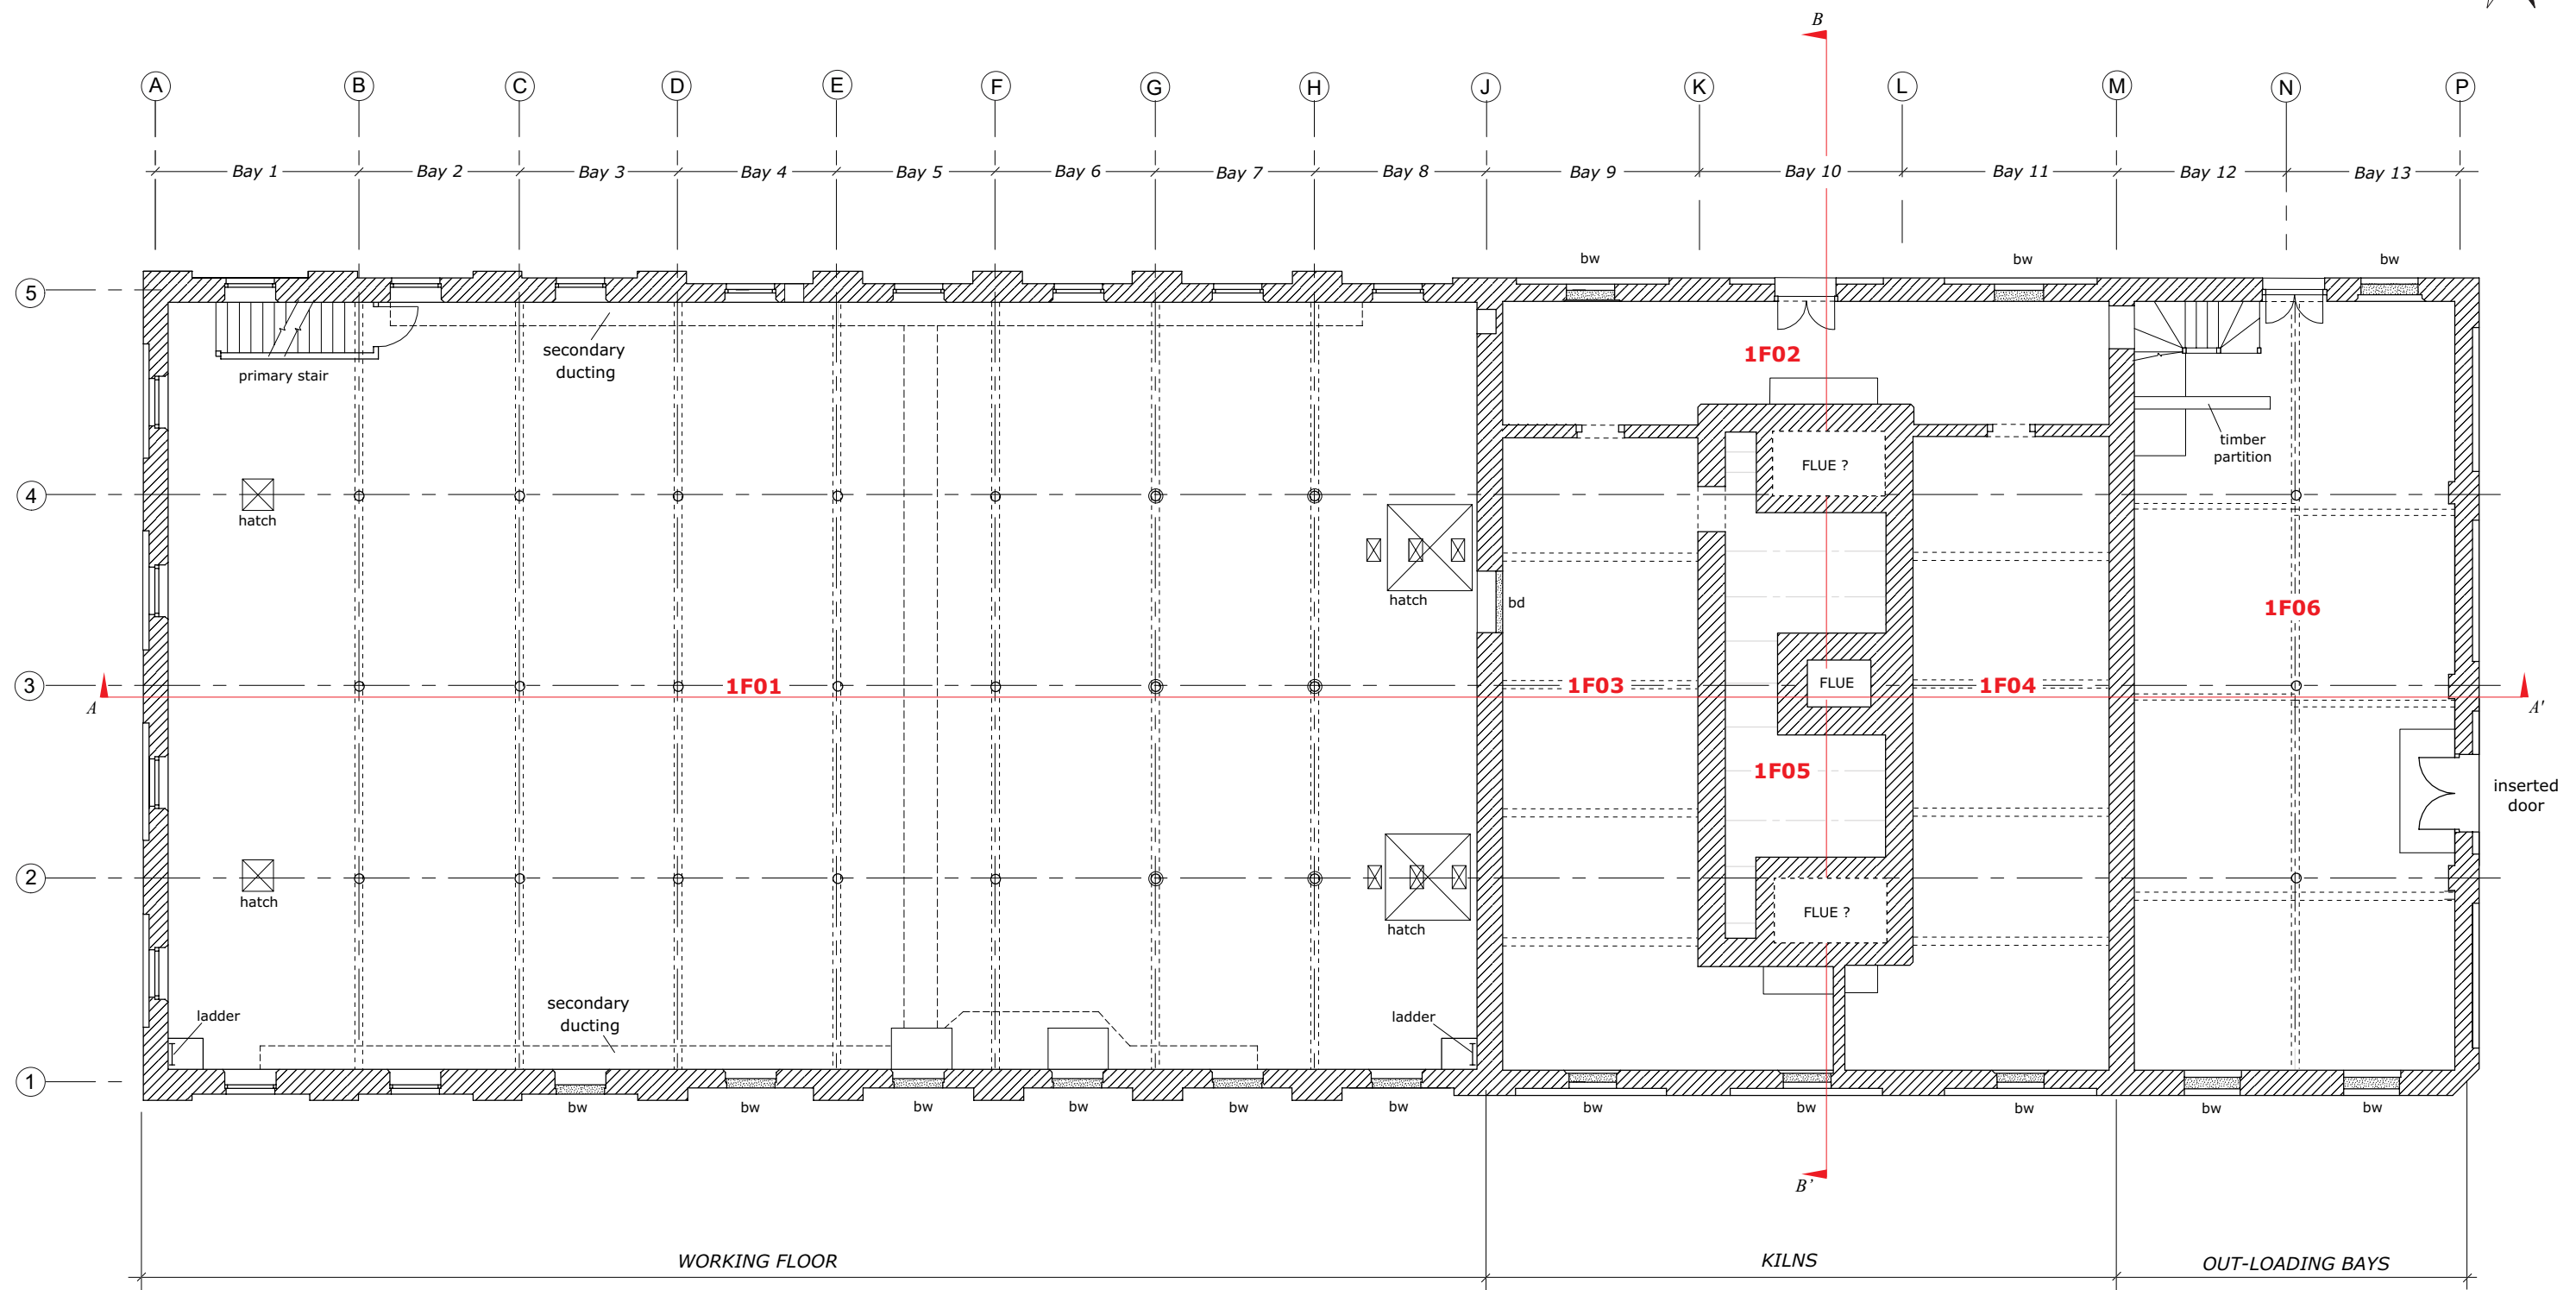 B
A B C D E F G H J K L M N P
Bay 1 Bay 2 Bay 3 Bay 4 Bay 5 Bay 6 Bay 7 Bay 8 Bay 9 Bay 10 Bay 11 Bay 12 Bay 13
bw bw bw
5
secondary
ducting
primary stair
1F02
timber
partition
FLUE ?
4
hatch
hatch
bd
1F06
3
1F01
1F03
FLUE
1F04
A
A'
1F05
inserted
door
2
hatch
hatch
FLUE ?
secondary
ducting
ladder
ladder
1
bw bw bw bw bw bw bw bw bw bw bw
B'
WORKING FLOOR
KILNS
OUT-LOADING BAYS